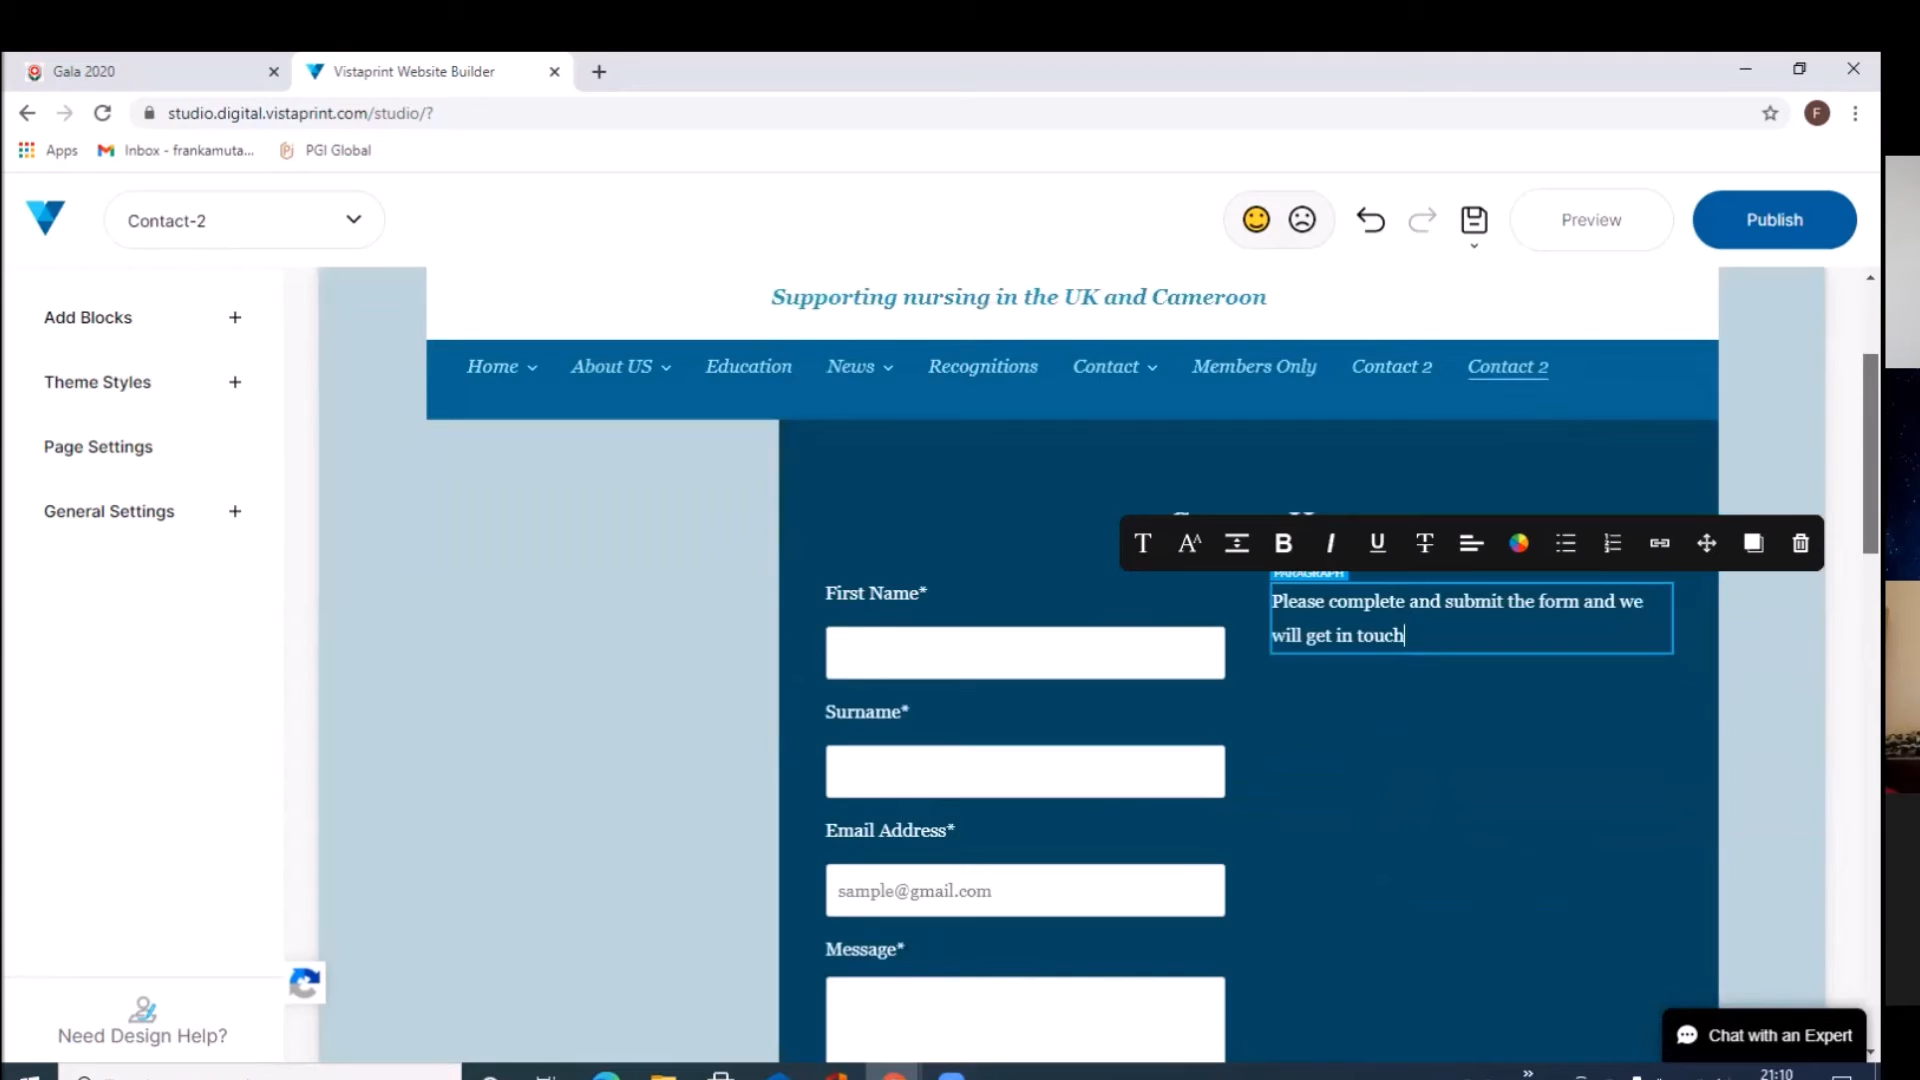 Gala 2020
Vistaprint Website Builder
studio.digital.vistaprint.com/studio/?
F
Apps
Inbox - frankamuta...
PGI Global
Contact-2
Preview
Publish
Add Blocks
Theme Styles
Page Settings
General Settings
Need Design Help?
Supporting nursing in the UK and Cameroon
Home
About US
Education
News
Recognitions
Contact
Members Only
Contact 2
Contact 2
PARAGRAPH
Please complete and submit the form and we
will get in touch
First Name*
Surname*
Email Address*
sample@gmail.com
Message*
Chat with an Expert
21:10